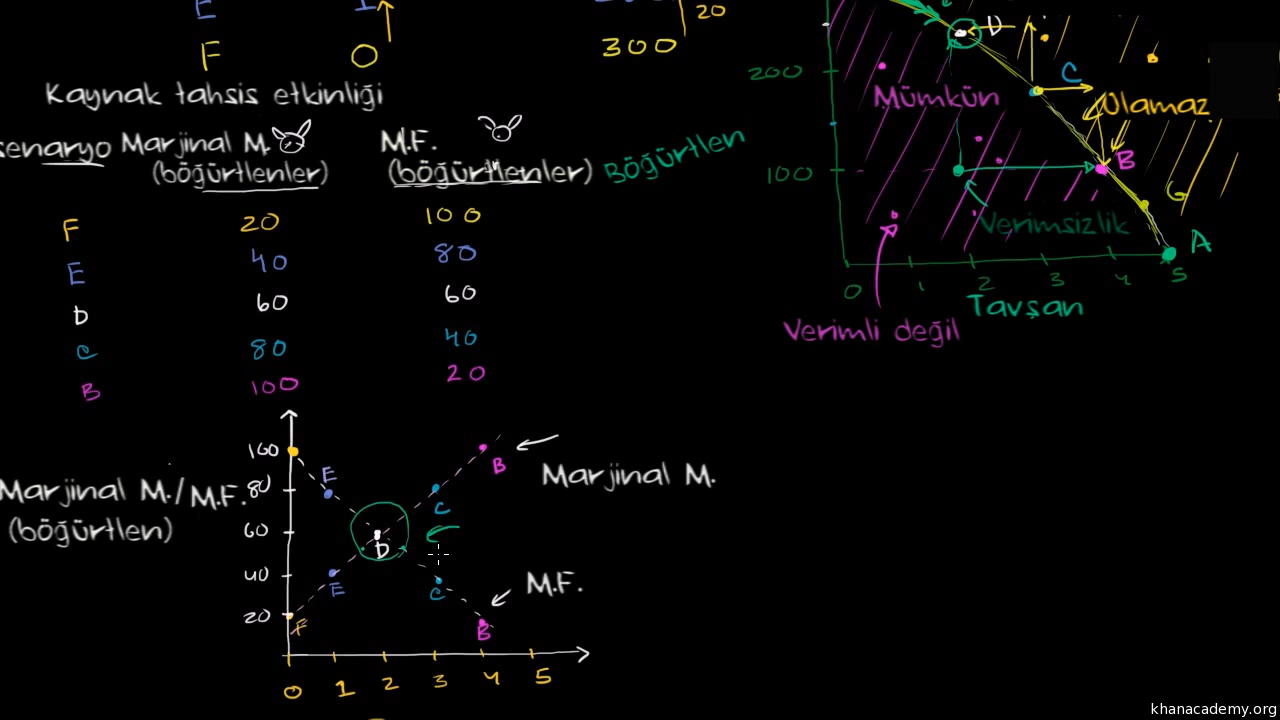 E 1 20
F 0 300
Kaynak tahsis etkinliği
senaryo Marjinal M. M.F.
(böğürtlenler) (böğürtlenler)
F 20 100
E 40 80
D 60 60
C 80 40
B 100 20
Marjinal M./M.F.
(böğürtlen)
100
80
60
40
20
E
D
C
B
E
F
C
B
Marjinal M.
M.F.
0 1 2 3 4 5
Böğürtlen
200
100
D
C
Mümkün
Olamaz
B
G
Verimsizlik
A
0 1 2 3 4 5
Tavşan
Verimli değil
khanacademy.org